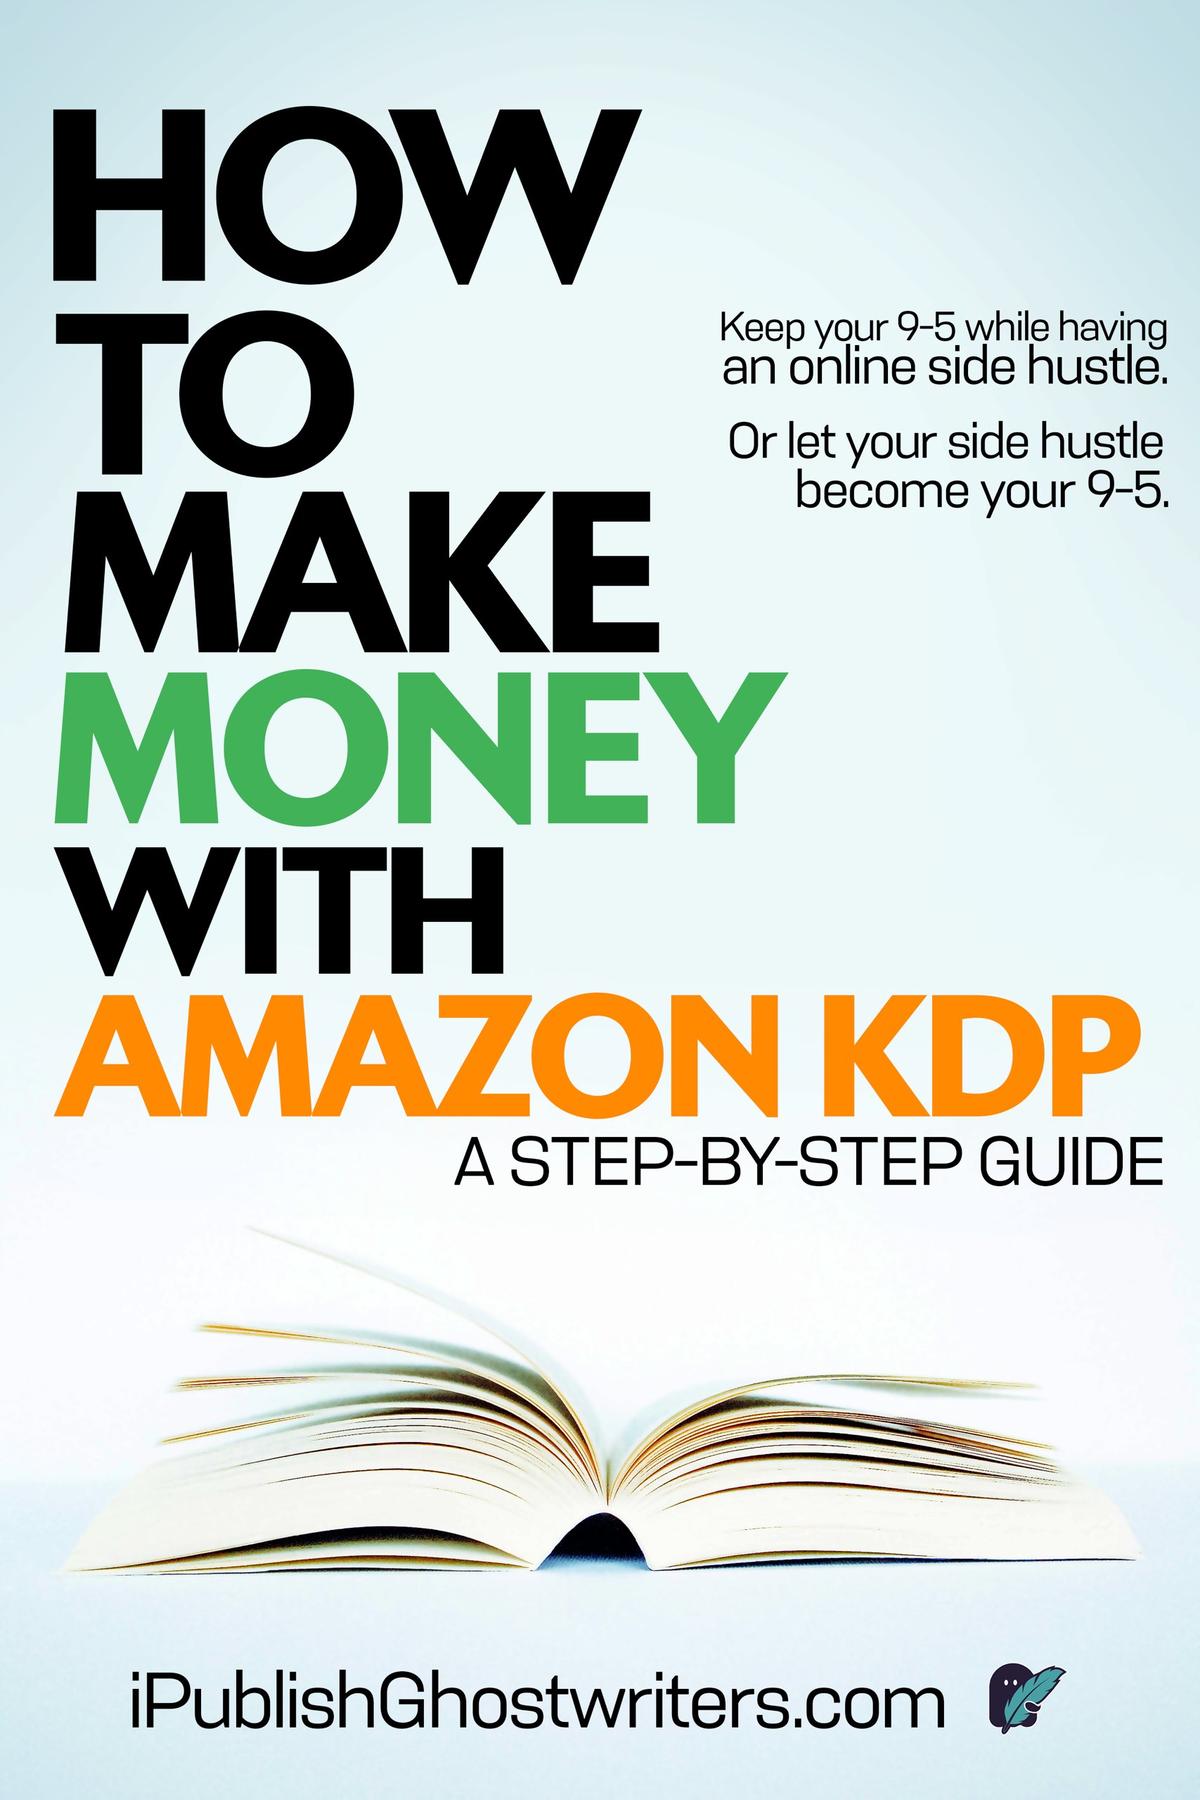 HOW
TO
MAKE
MONEY
WITH
AMAZON KDP
A STEP-BY-STEP GUIDE
Keep your 9-5 while having
an online side hustle.
Or let your side hustle
become your 9-5.
iPublishGhostwriters.com